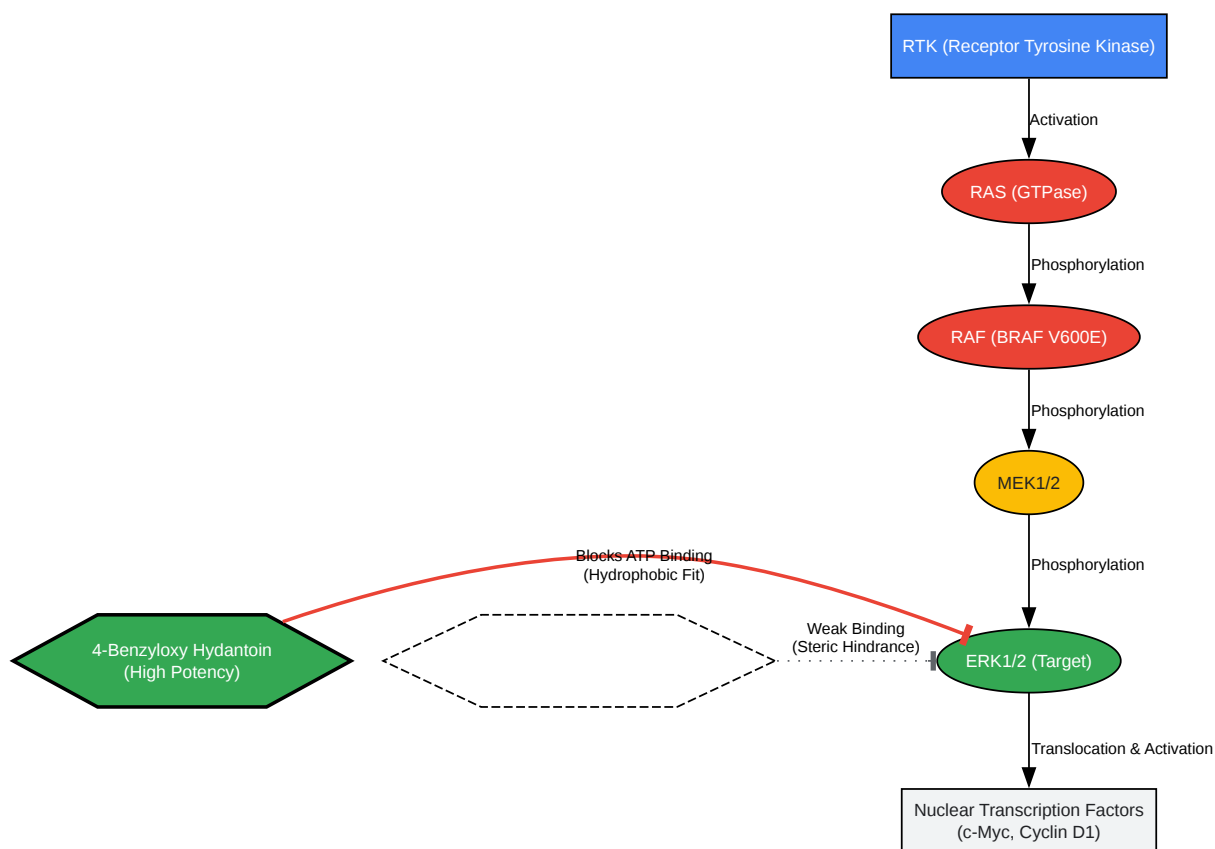 RTK (Receptor Tyrosine Kinase)
Activation
RAS (GTPase)
Phosphorylation
RAF (BRAF V600E)
Phosphorylation
MEK1/2
Blocks ATP Binding
(Hydrophobic Fit)
Phosphorylation
4-Benzyloxy Hydantoin
(High Potency)
Weak Binding
(Steric Hindrance)
ERK1/2 (Target)
Translocation & Activation
Nuclear Transcription Factors
(c-Myc, Cyclin D1)